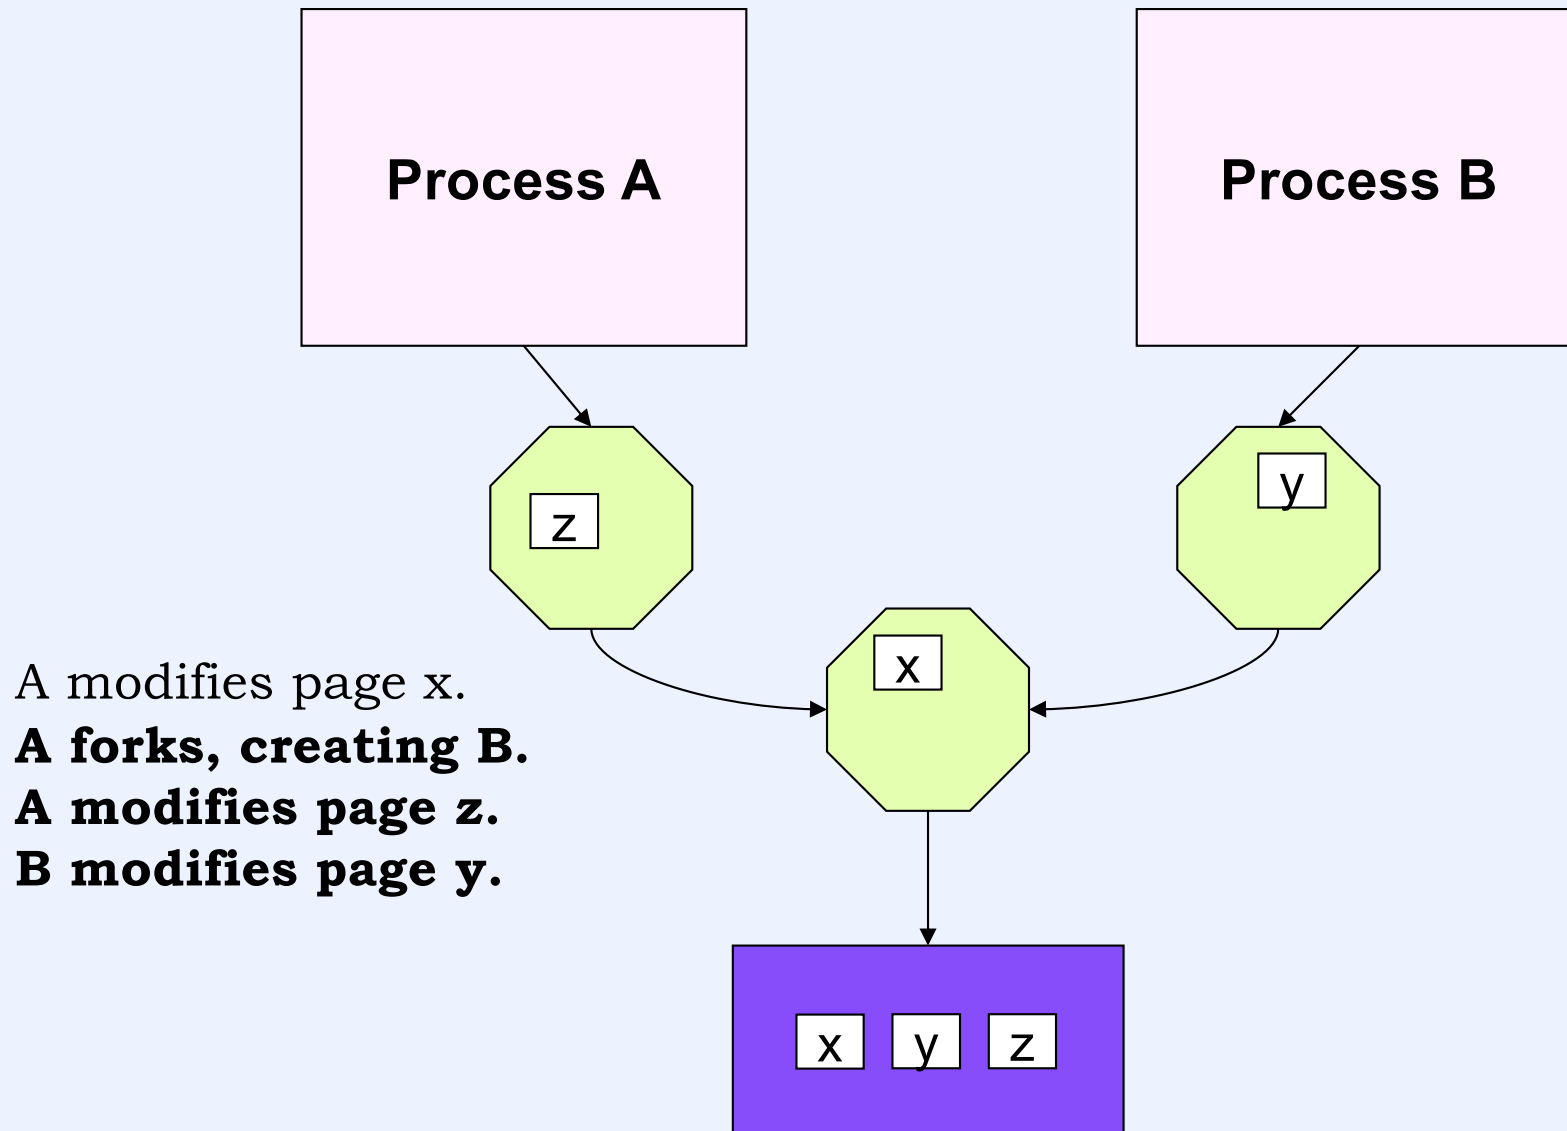 Process A
Process B
z
y
x
A modifies page x.
A forks, creating B.
A modifies page z.
B modifies page y.
x y z